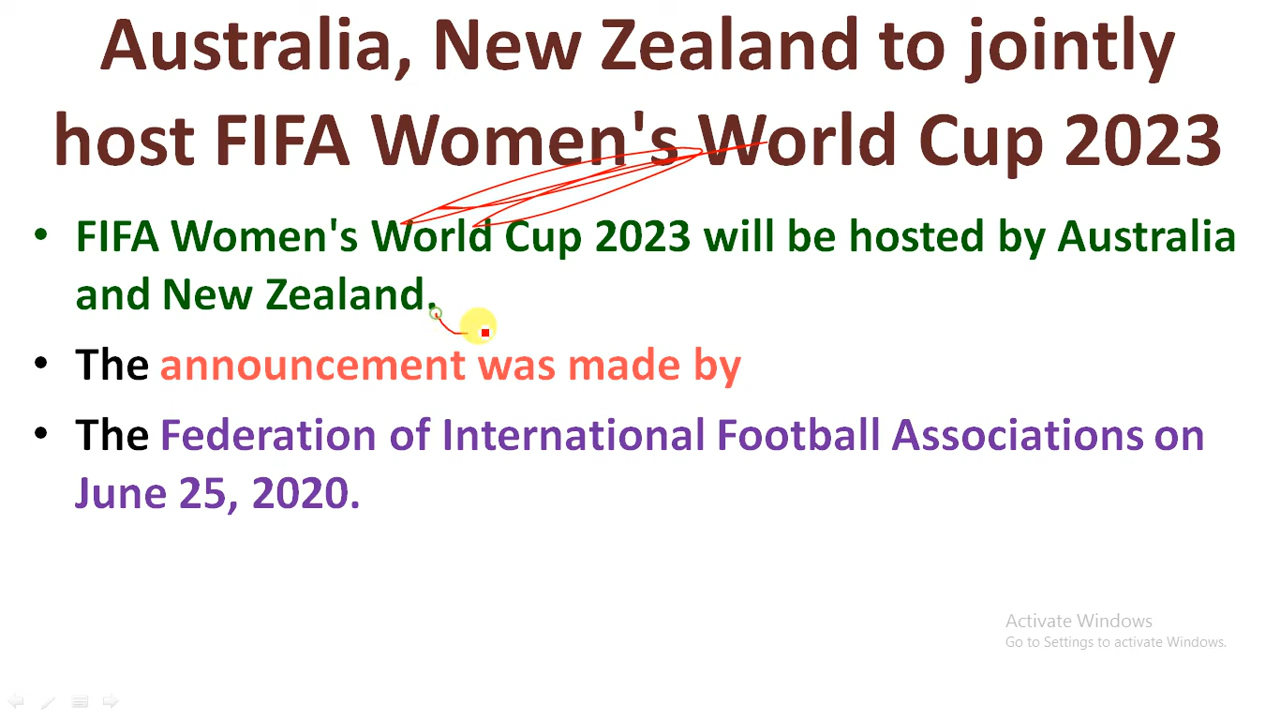 Australia, New Zealand to jointly
host FIFA Women's World Cup 2023
• FIFA Women's World Cup 2023 will be hosted by Australia
and New Zealand.
• The announcement was made by
• The Federation of International Football Associations on
June 25, 2020.
Activate Windows
Go to Settings to activate Windows.